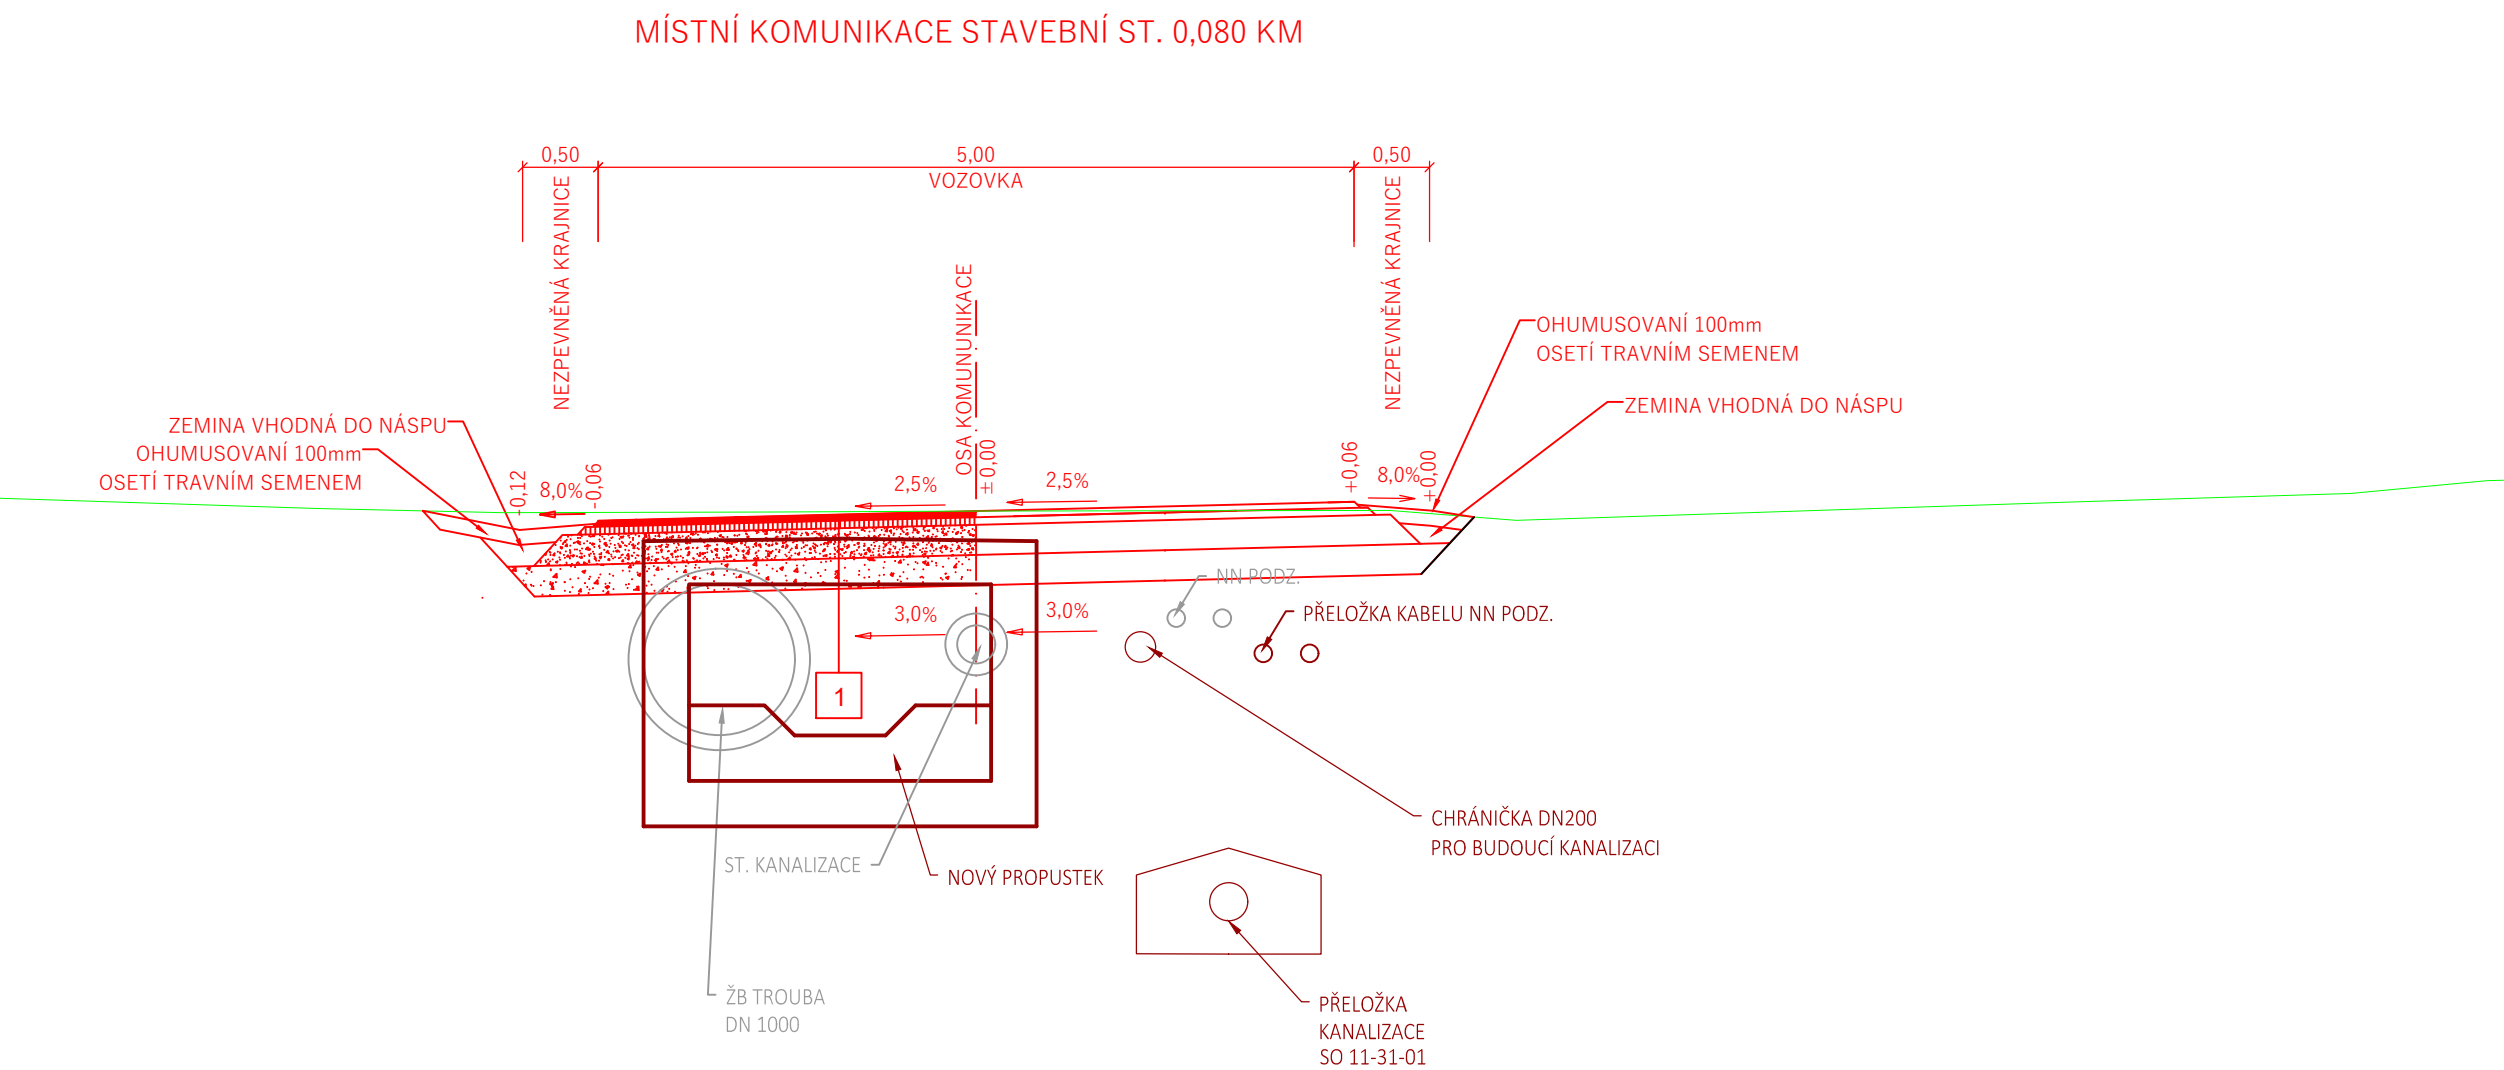 MÍSTNÍ KOMUNIKACE STAVEBNÍ ST. 0,080 KM
0,50
5,00
0,50
VOZOVKA
NEZPEVNĚNÁ KRAJNICE
NEZPEVNĚNÁ KRAJNICE
OSA KOMUNUNIKACE
±0,00
OHUMUSOVANÍ 100mm
OSETÍ TRAVNÍM SEMENEM
ZEMINA VHODNÁ DO NÁSPU
ZEMINA VHODNÁ DO NÁSPU
OHUMUSOVANÍ 100mm
OSETÍ TRAVNÍM SEMENEM
-0,12
8,0%
-0,06
2,5%
2,5%
+0,06
8,0%
+0,00
NN PODZ.
3,0%
3,0%
PŘELOŽKA KABELU NN PODZ.
1
CHRÁNIČKA DN200
PRO BUDOUCÍ KANALIZACI
ST. KANALIZACE
NOVÝ PROPUSTEK
ŽB TROUBA
DN 1000
PŘELOŽKA
KANALIZACE
SO 11-31-01